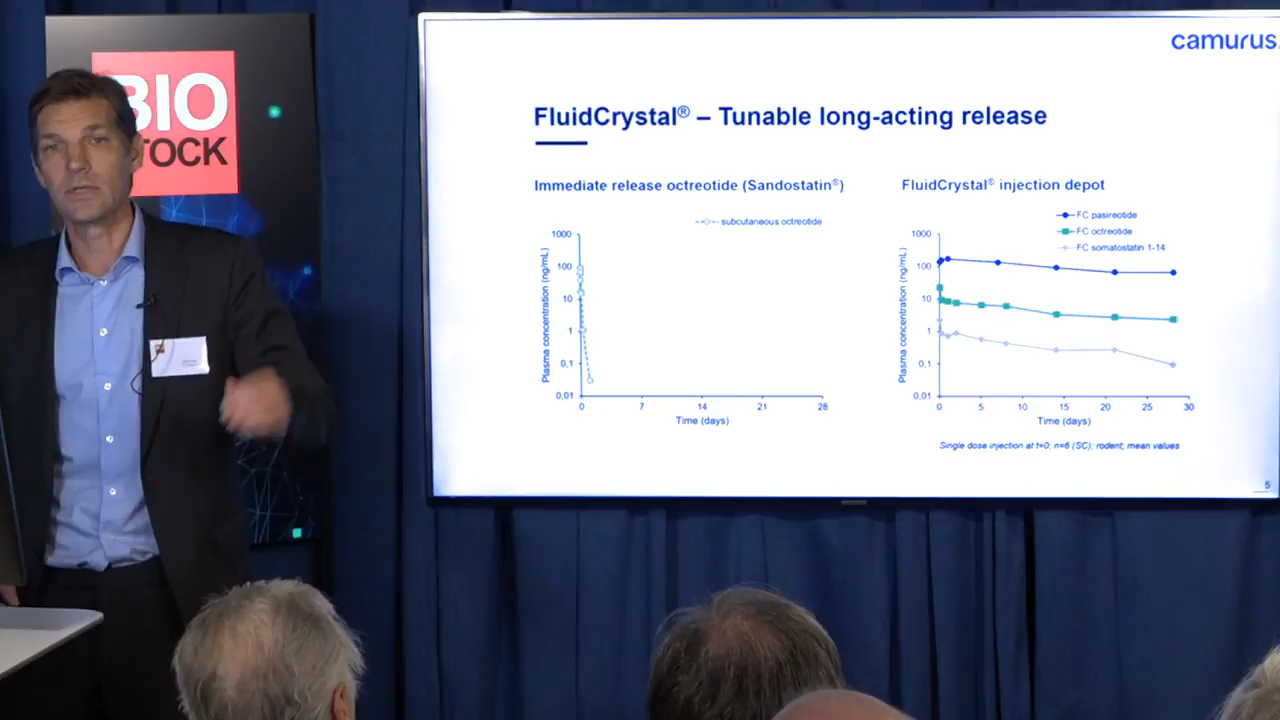 BIO
STOCK
camurus.
FluidCrystal® – Tunable long-acting release
Immediate release octreotide (Sandostatin®)
subcutaneous octreotide
Plasma concentration (ng/mL)
1000
100
10
1
0,1
0,01
0 7 14 21 28
Time (days)
FluidCrystal® injection depot
FC pasireotide
FC octreotide
FC somatostatin 1-14
Plasma concentration (ng/mL)
1000
100
10
1
0,1
0,01
0 5 10 15 20 25 30
Time (days)
Single dose injection at t=0; n=6 (SC); rodent; mean values
5